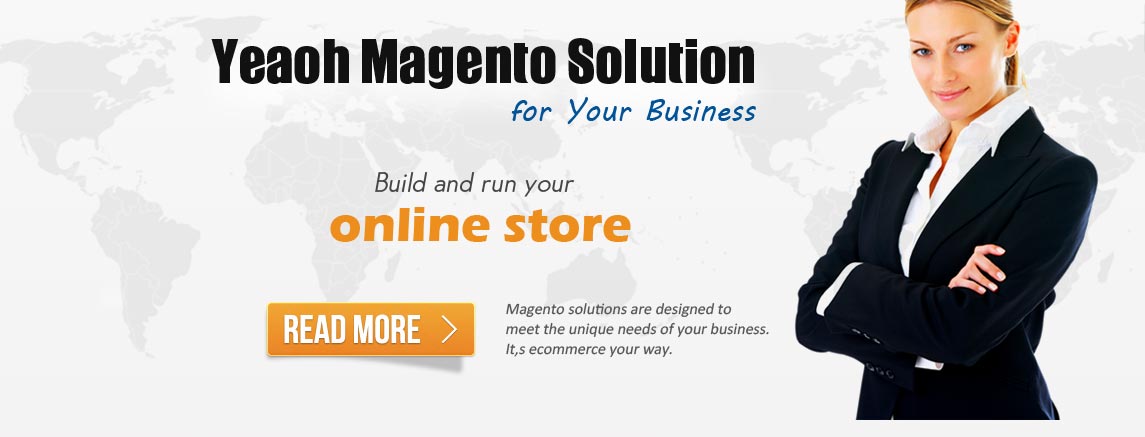 Yeaoh Magento Solution
for Your Business
Build and run your
online store
READ MORE
Magento solutions are designed to
meet the unique needs of your business.
It,s ecommerce your way.